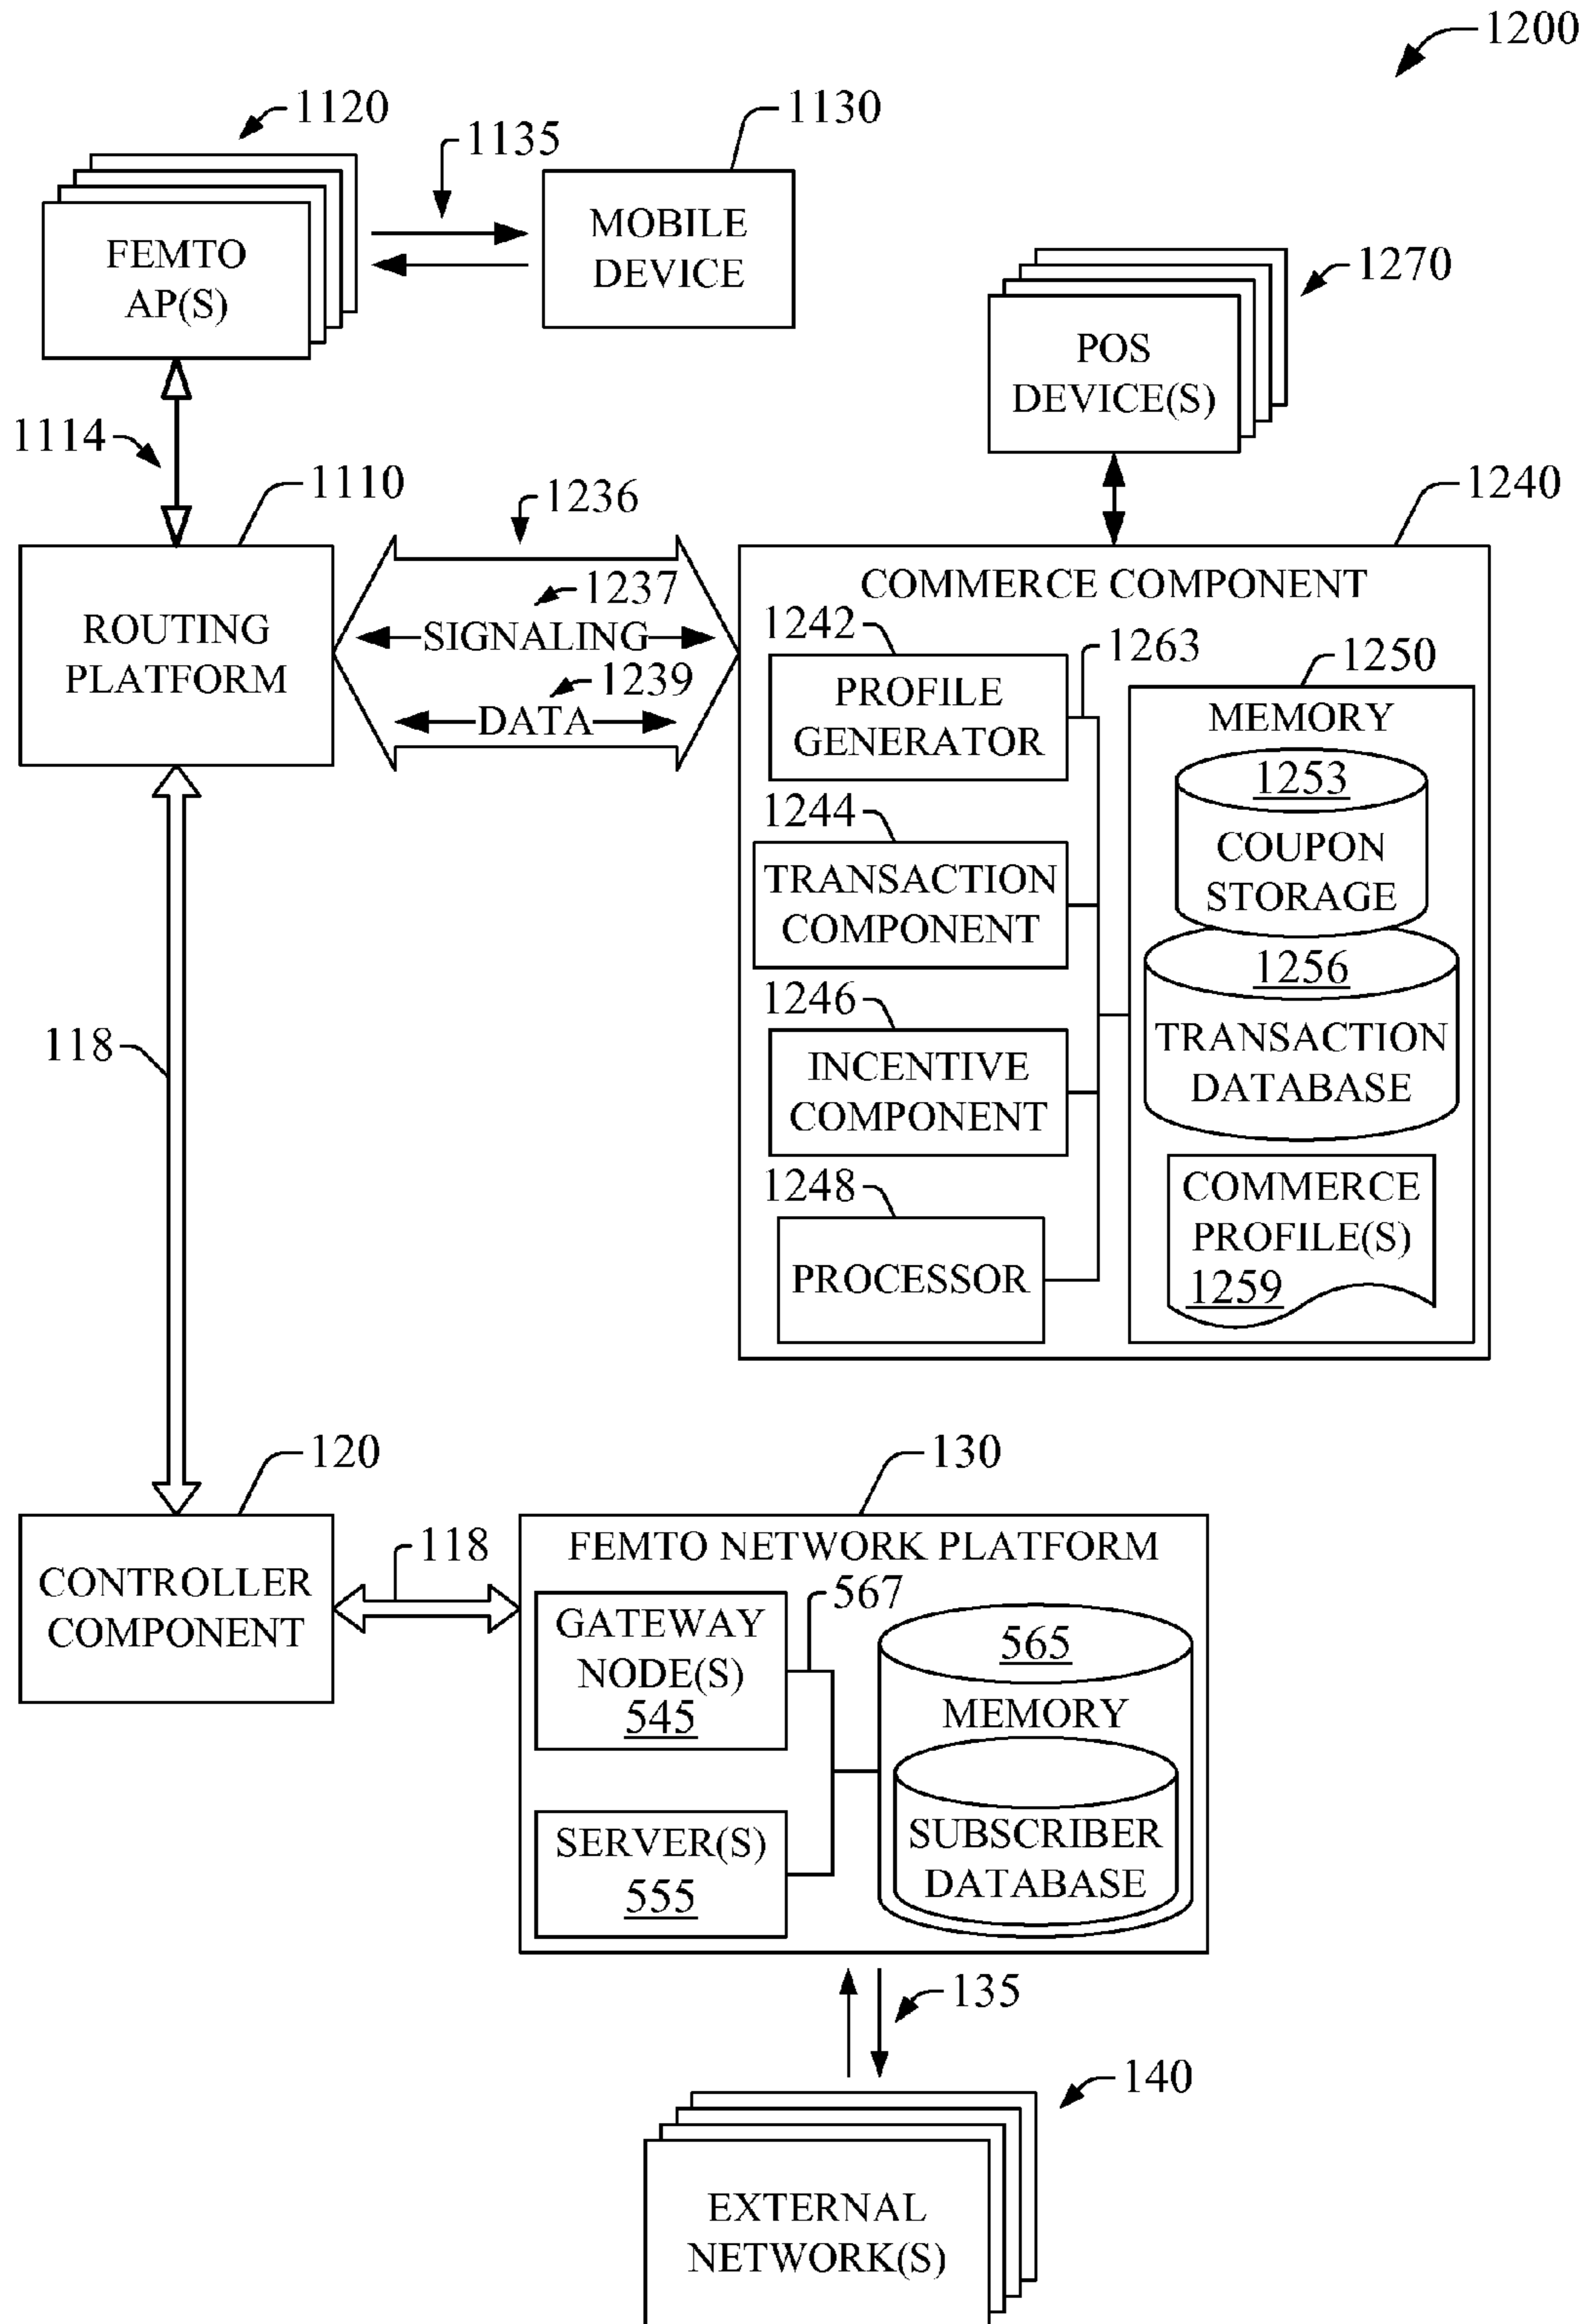 1200
1120
1135
1130
FEMTO
AP(S)
MOBILE
DEVICE
1270
POS
DEVICE(S)
1114
1110
1236
1240
ROUTING
PLATFORM
1237
SIGNALING
1239
DATA
COMMERCE COMPONENT
1242
1263
1250
PROFILE
GENERATOR
MEMORY
1253
COUPON
STORAGE
1244
TRANSACTION
COMPONENT
1256
TRANSACTION
DATABASE
1246
INCENTIVE
COMPONENT
COMMERCE
PROFILE(S)
1259
1248
PROCESSOR
118
120
130
CONTROLLER
COMPONENT
118
FEMTO NETWORK PLATFORM
567
GATEWAY
NODE(S)
545
565
MEMORY
SERVER(S)
555
SUBSCRIBER
DATABASE
135
140
EXTERNAL
NETWORK(S)